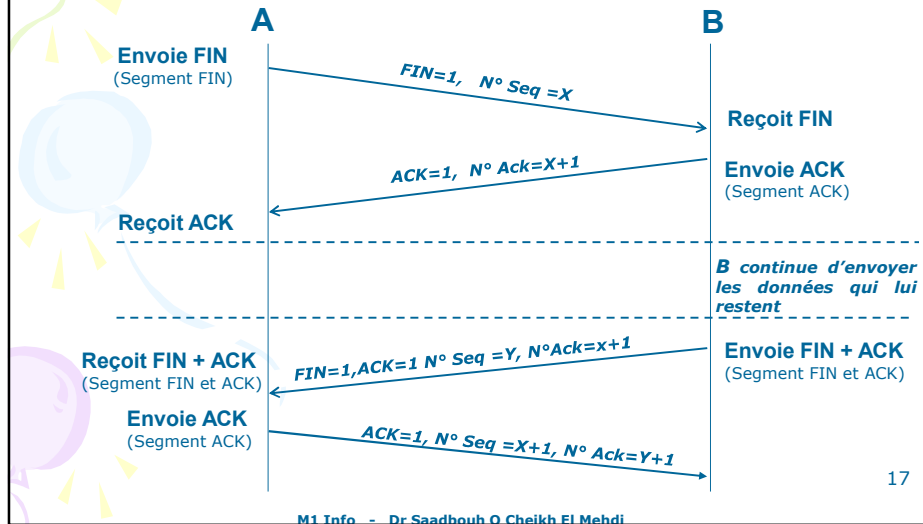 A
B
Envoie FIN
(Segment FIN)
FIN=1, N° Seq =X
Reçoit FIN
ACK=1, N° Ack=X+1
Envoie ACK
(Segment ACK)
Reçoit ACK
B continue d'envoyer
les données qui lui
restent
Reçoit FIN + ACK
(Segment FIN et ACK)
FIN=1,ACK=1 N° Seq =Y, N°Ack=x+1
Envoie FIN + ACK
(Segment FIN et ACK)
Envoie ACK
(Segment ACK)
ACK=1, N° Seq =X+1, N° Ack=Y+1
17
M1 Info - Dr Saadbouh O Cheikh El Mehdi